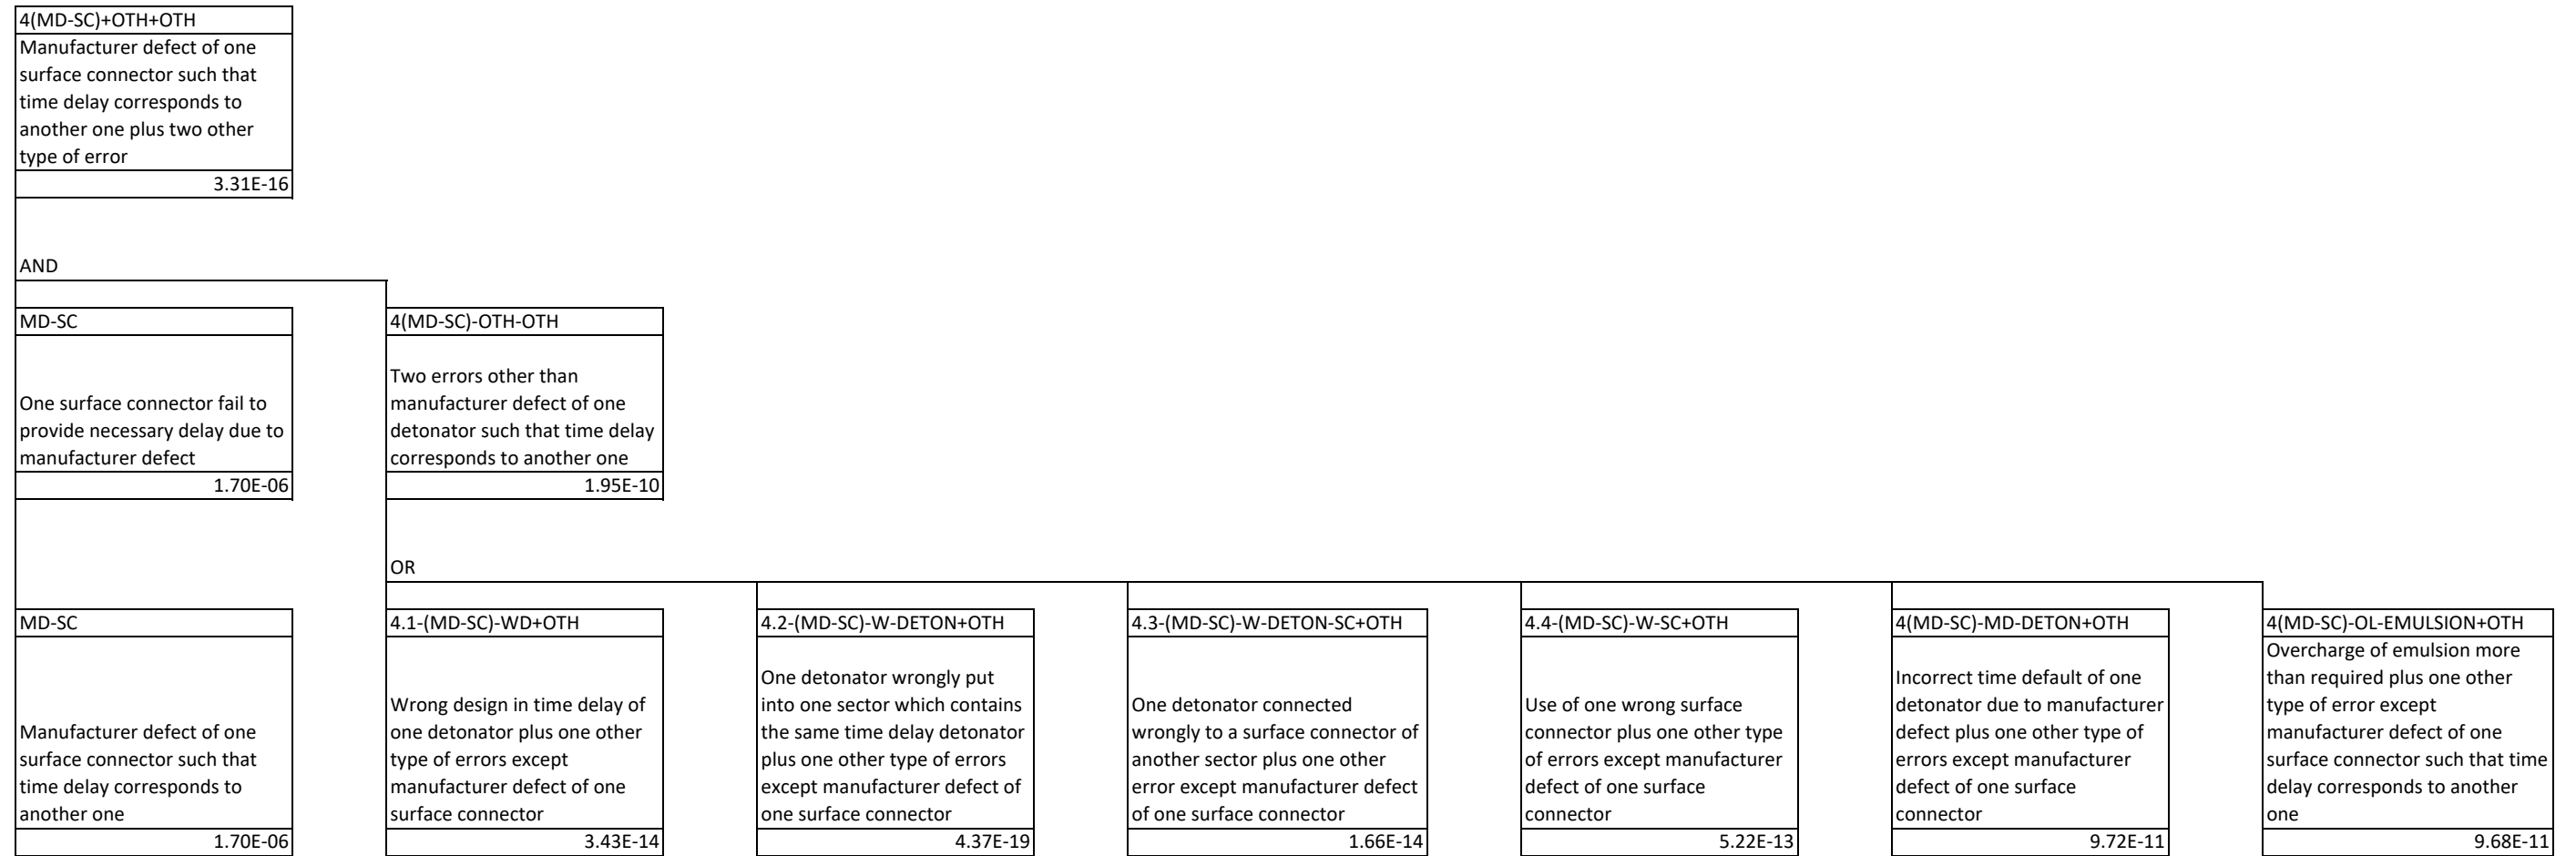 4(MD-SC)+OTH+OTH
Manufacturer defect of one
surface connector such that
time delay corresponds to
another one plus two other
type of error
3.31E-16
AND
MD-SC
One surface connector fail to
provide necessary delay due to
manufacturer defect
1.70E-06
4(MD-SC)-OTH-OTH
Two errors other than
manufacturer defect of one
detonator such that time delay
corresponds to another one
1.95E-10
OR
MD-SC
Manufacturer defect of one
surface connector such that
time delay corresponds to
another one
1.70E-06
4.1-(MD-SC)-WD+OTH
Wrong design in time delay of
one detonator plus one other
type of errors except
manufacturer defect of one
surface connector
3.43E-14
4.2-(MD-SC)-W-DETON+OTH
One detonator wrongly put
into one sector which contains
the same time delay detonator
plus one other type of errors
except manufacturer defect of
one surface connector
4.37E-19
4.3-(MD-SC)-W-DETON-SC+OTH
One detonator connected
wrongly to a surface connector of
another sector plus one other
error except manufacturer defect
of one surface connector
1.66E-14
4.4-(MD-SC)-W-SC+OTH
Use of one wrong surface
connector plus one other type
of errors except manufacturer
defect of one surface
connector
5.22E-13
4(MD-SC)-MD-DETON+OTH
Incorrect time default of one
detonator due to manufacturer
defect plus one other type of
errors except manufacturer
defect of one surface
connector
9.72E-11
4(MD-SC)-OL-EMULSION+OTH
Overcharge of emulsion more
than required plus one other
type of error except
manufacturer defect of one
surface connector such that time
delay corresponds to another
one
9.68E-11